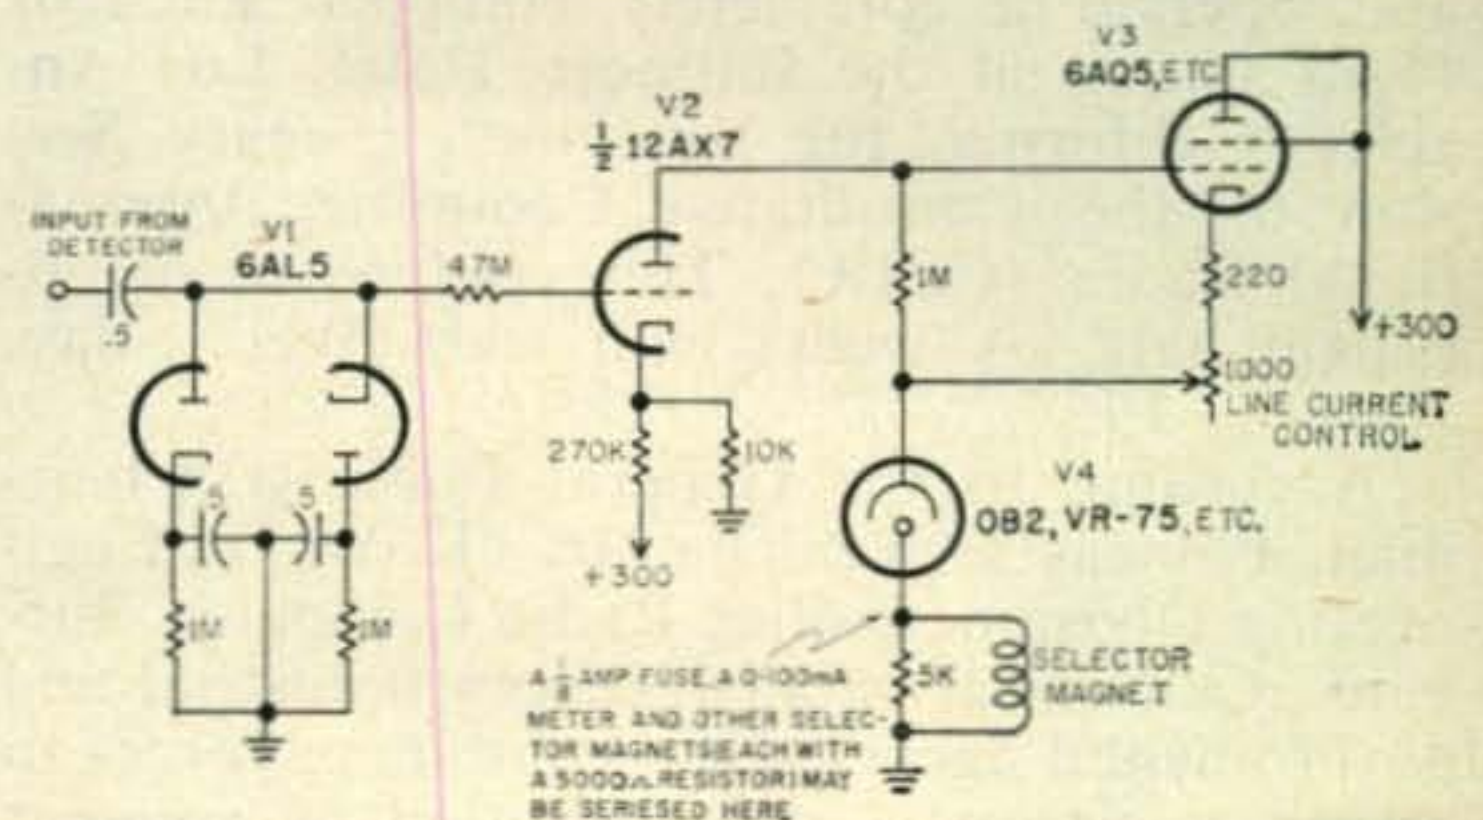 V3
6AQ5, ETC
V2
1/2 12AX7
INPUT FROM
DETECTOR
V1
6AL5
47M
.5
1M
220
+300
1000
LINE CURRENT
CONTROL
270K
10K
V4
OB2, VR-75, ETC.
.5
.5
+300
1M
1M
5K
SELECTOR
MAGNET
A 1/8 AMP FUSE, A 0-100mA
METER AND OTHER SELEC-
TOR MAGNETS(EACH WITH
A 5000Ω RESISTOR)MAY
BE SERIESED HERE